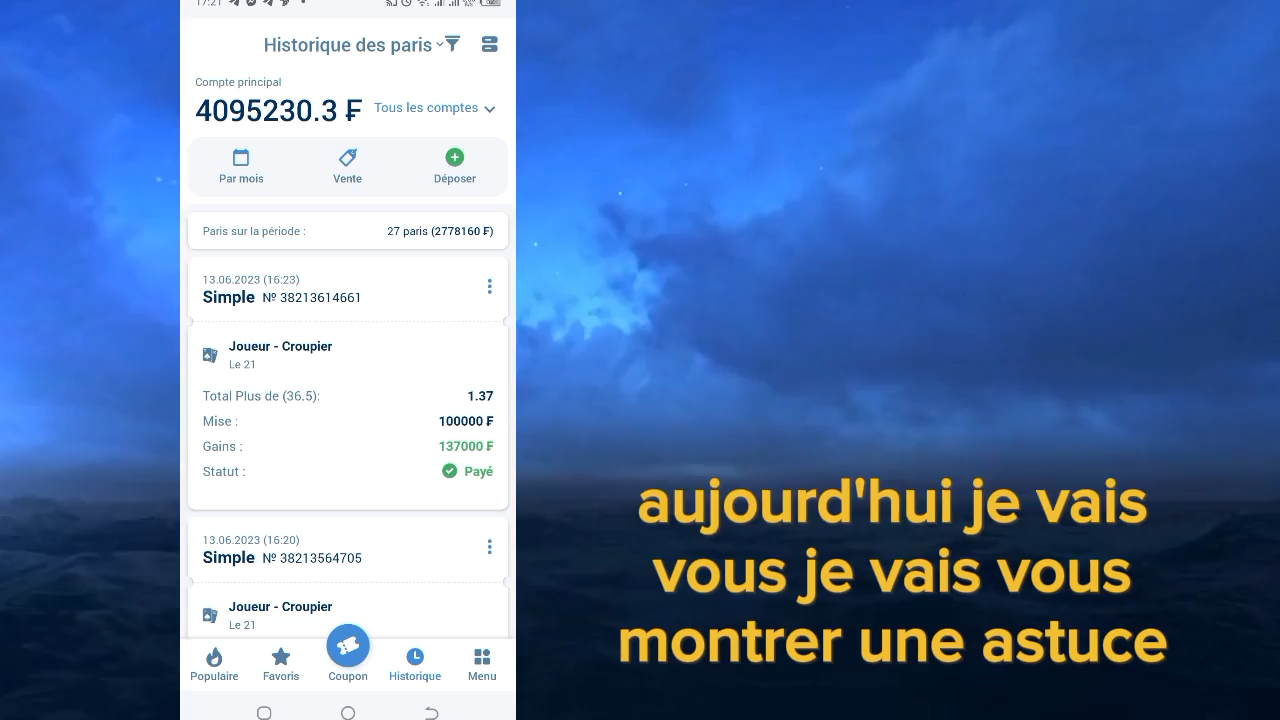 17:21
Historique des paris
Compte principal
4095230.3 ₣
Tous les comptes
Par mois
Vente
Déposer
Paris sur la période :
27 paris (2778160 ₣)
13.06.2023 (16:23)
Simple № 38213614661
Joueur - Croupier
Le 21
Total Plus de (36.5):
1.37
Mise :
100000 ₣
Gains :
137000 ₣
Statut :
Payé
13.06.2023 (16:20)
Simple № 38213564705
Joueur - Croupier
Le 21
Populaire
Favoris
Coupon
Historique
Menu
aujourd'hui je vais
vous je vais vous
montrer une astuce